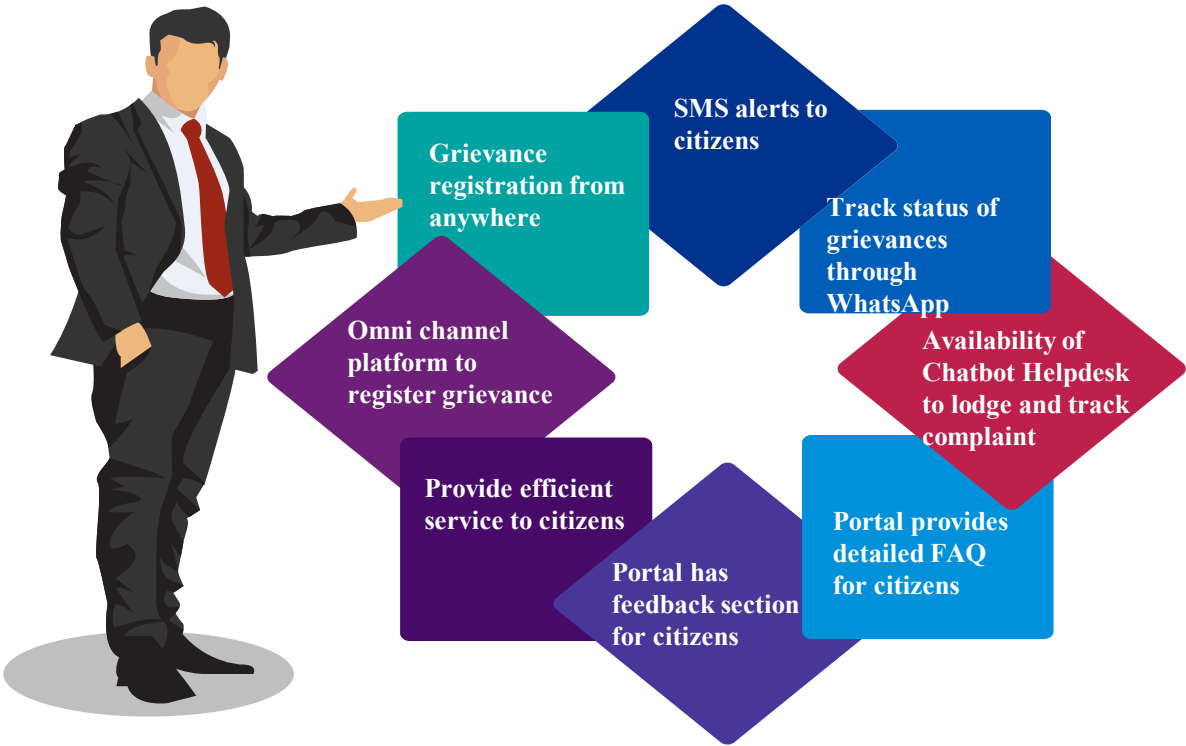 Grievance
registration from
anywhere
SMS alerts to
citizens
Track status of
grievances
through
WhatsApp
Availability of
Chatbot Helpdesk
to lodge and track
complaint
Portal provides
detailed FAQ
for citizens
Portal has
feedback section
for citizens
Provide efficient
service to citizens
Omni channel
platform to
register grievance